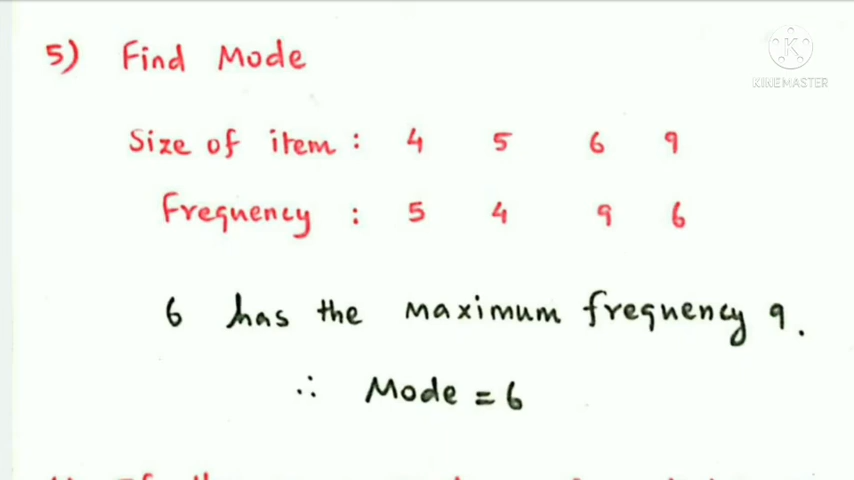 KINEMASTER
5) Find Mode
Size of item : 4 5 6 9
Frequency : 5 4 9 6
6 has the maximum frequency 9.
∴ Mode = 6